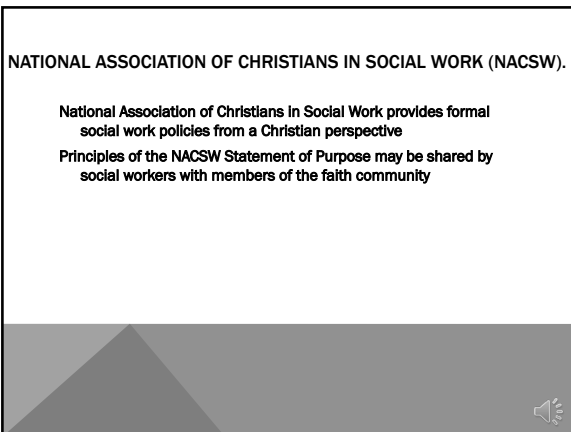 NATIONAL ASSOCIATION OF CHRISTIANS IN SOCIAL WORK (NACSW).
National Association of Christians in Social Work provides formal
social work policies from a Christian perspective
Principles of the NACSW Statement of Purpose may be shared by
social workers with members of the faith community